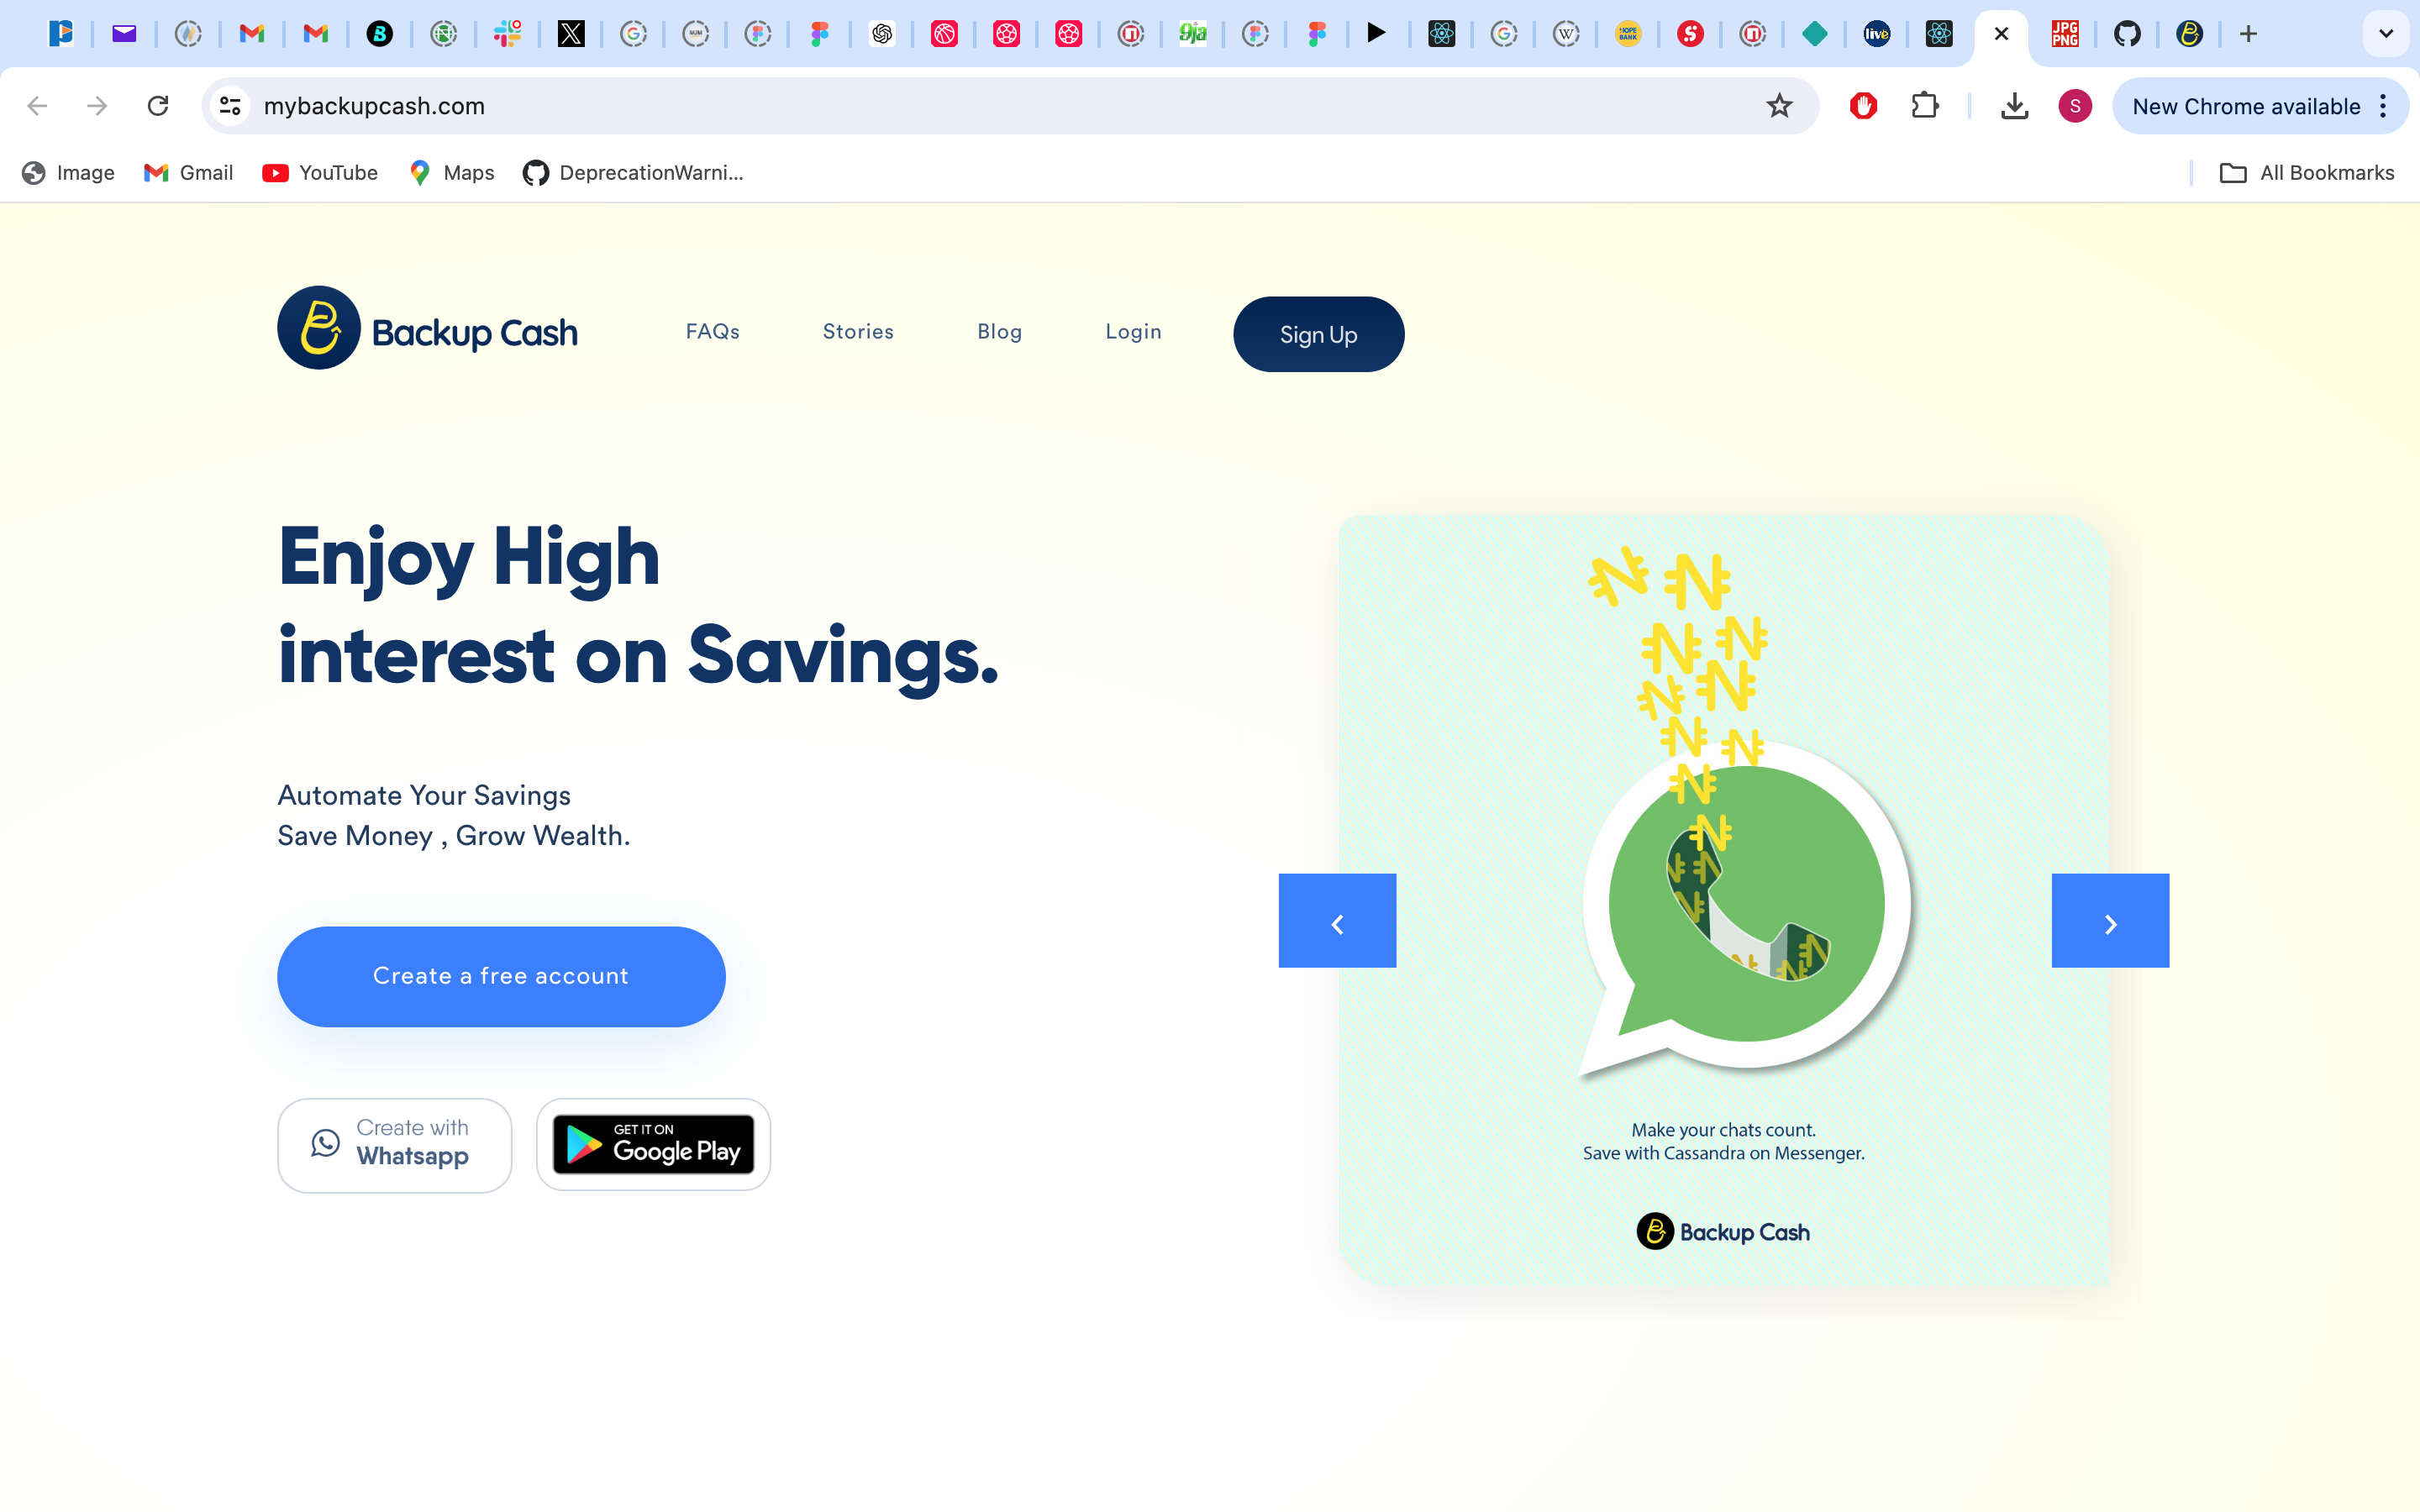 mybackupcash.com
S
New Chrome available
Image
Gmail
YouTube
Maps
DeprecationWarni...
All Bookmarks
Backup Cash
FAQs
Stories
Blog
Login
Sign Up
Enjoy High
interest on Savings.
Automate Your Savings
Save Money , Grow Wealth.
Create a free account
Create with
Whatsapp
GET IT ON
Google Play
Make your chats count.
Save with Cassandra on Messenger.
Backup Cash